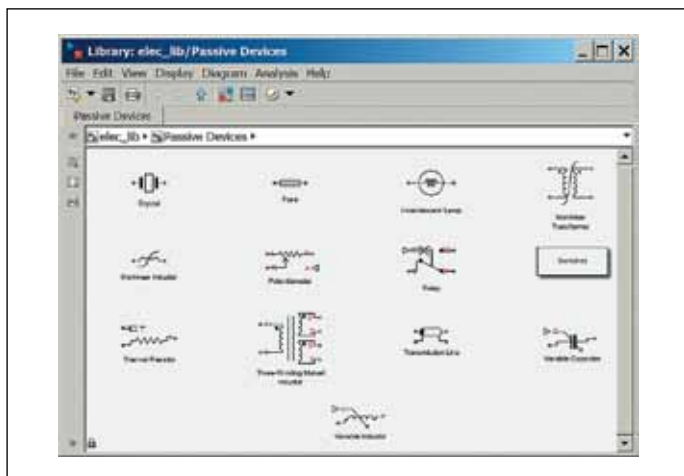 Library: elec_lib/Passive Devices
File Edit View Display Diagram Analysis Help
Passive Devices
elec_lib Passive Devices
Crystal
Fuse
Incandescent Lamp
Nonlinear
Transformer
Nonlinear Inductor
Potentiometer
Relay
Switches
Thermal Resistor
Three-Winding Mutual
Inductor
Transmission Line
Variable Capacitor
Variable Inductor